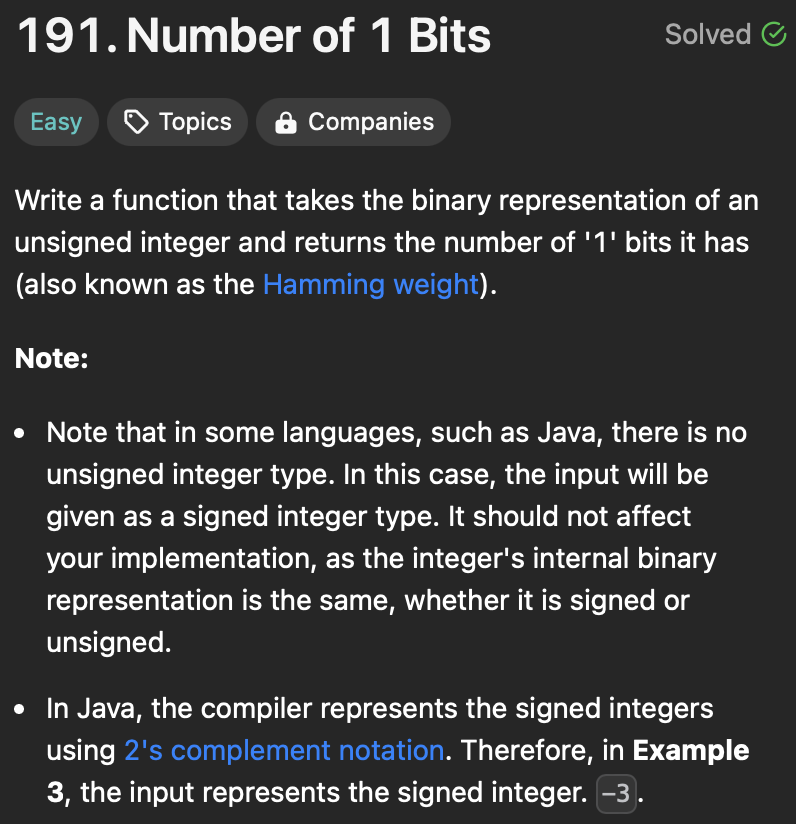 191. Number of 1 Bits
Solved
Easy
Topics
Companies
Write a function that takes the binary representation of an
unsigned integer and returns the number of '1' bits it has
(also known as the Hamming weight).
Note:
• Note that in some languages, such as Java, there is no
unsigned integer type. In this case, the input will be
given as a signed integer type. It should not affect
your implementation, as the integer's internal binary
representation is the same, whether it is signed or
unsigned.
• In Java, the compiler represents the signed integers
using 2's complement notation. Therefore, in Example
3, the input represents the signed integer. -3.